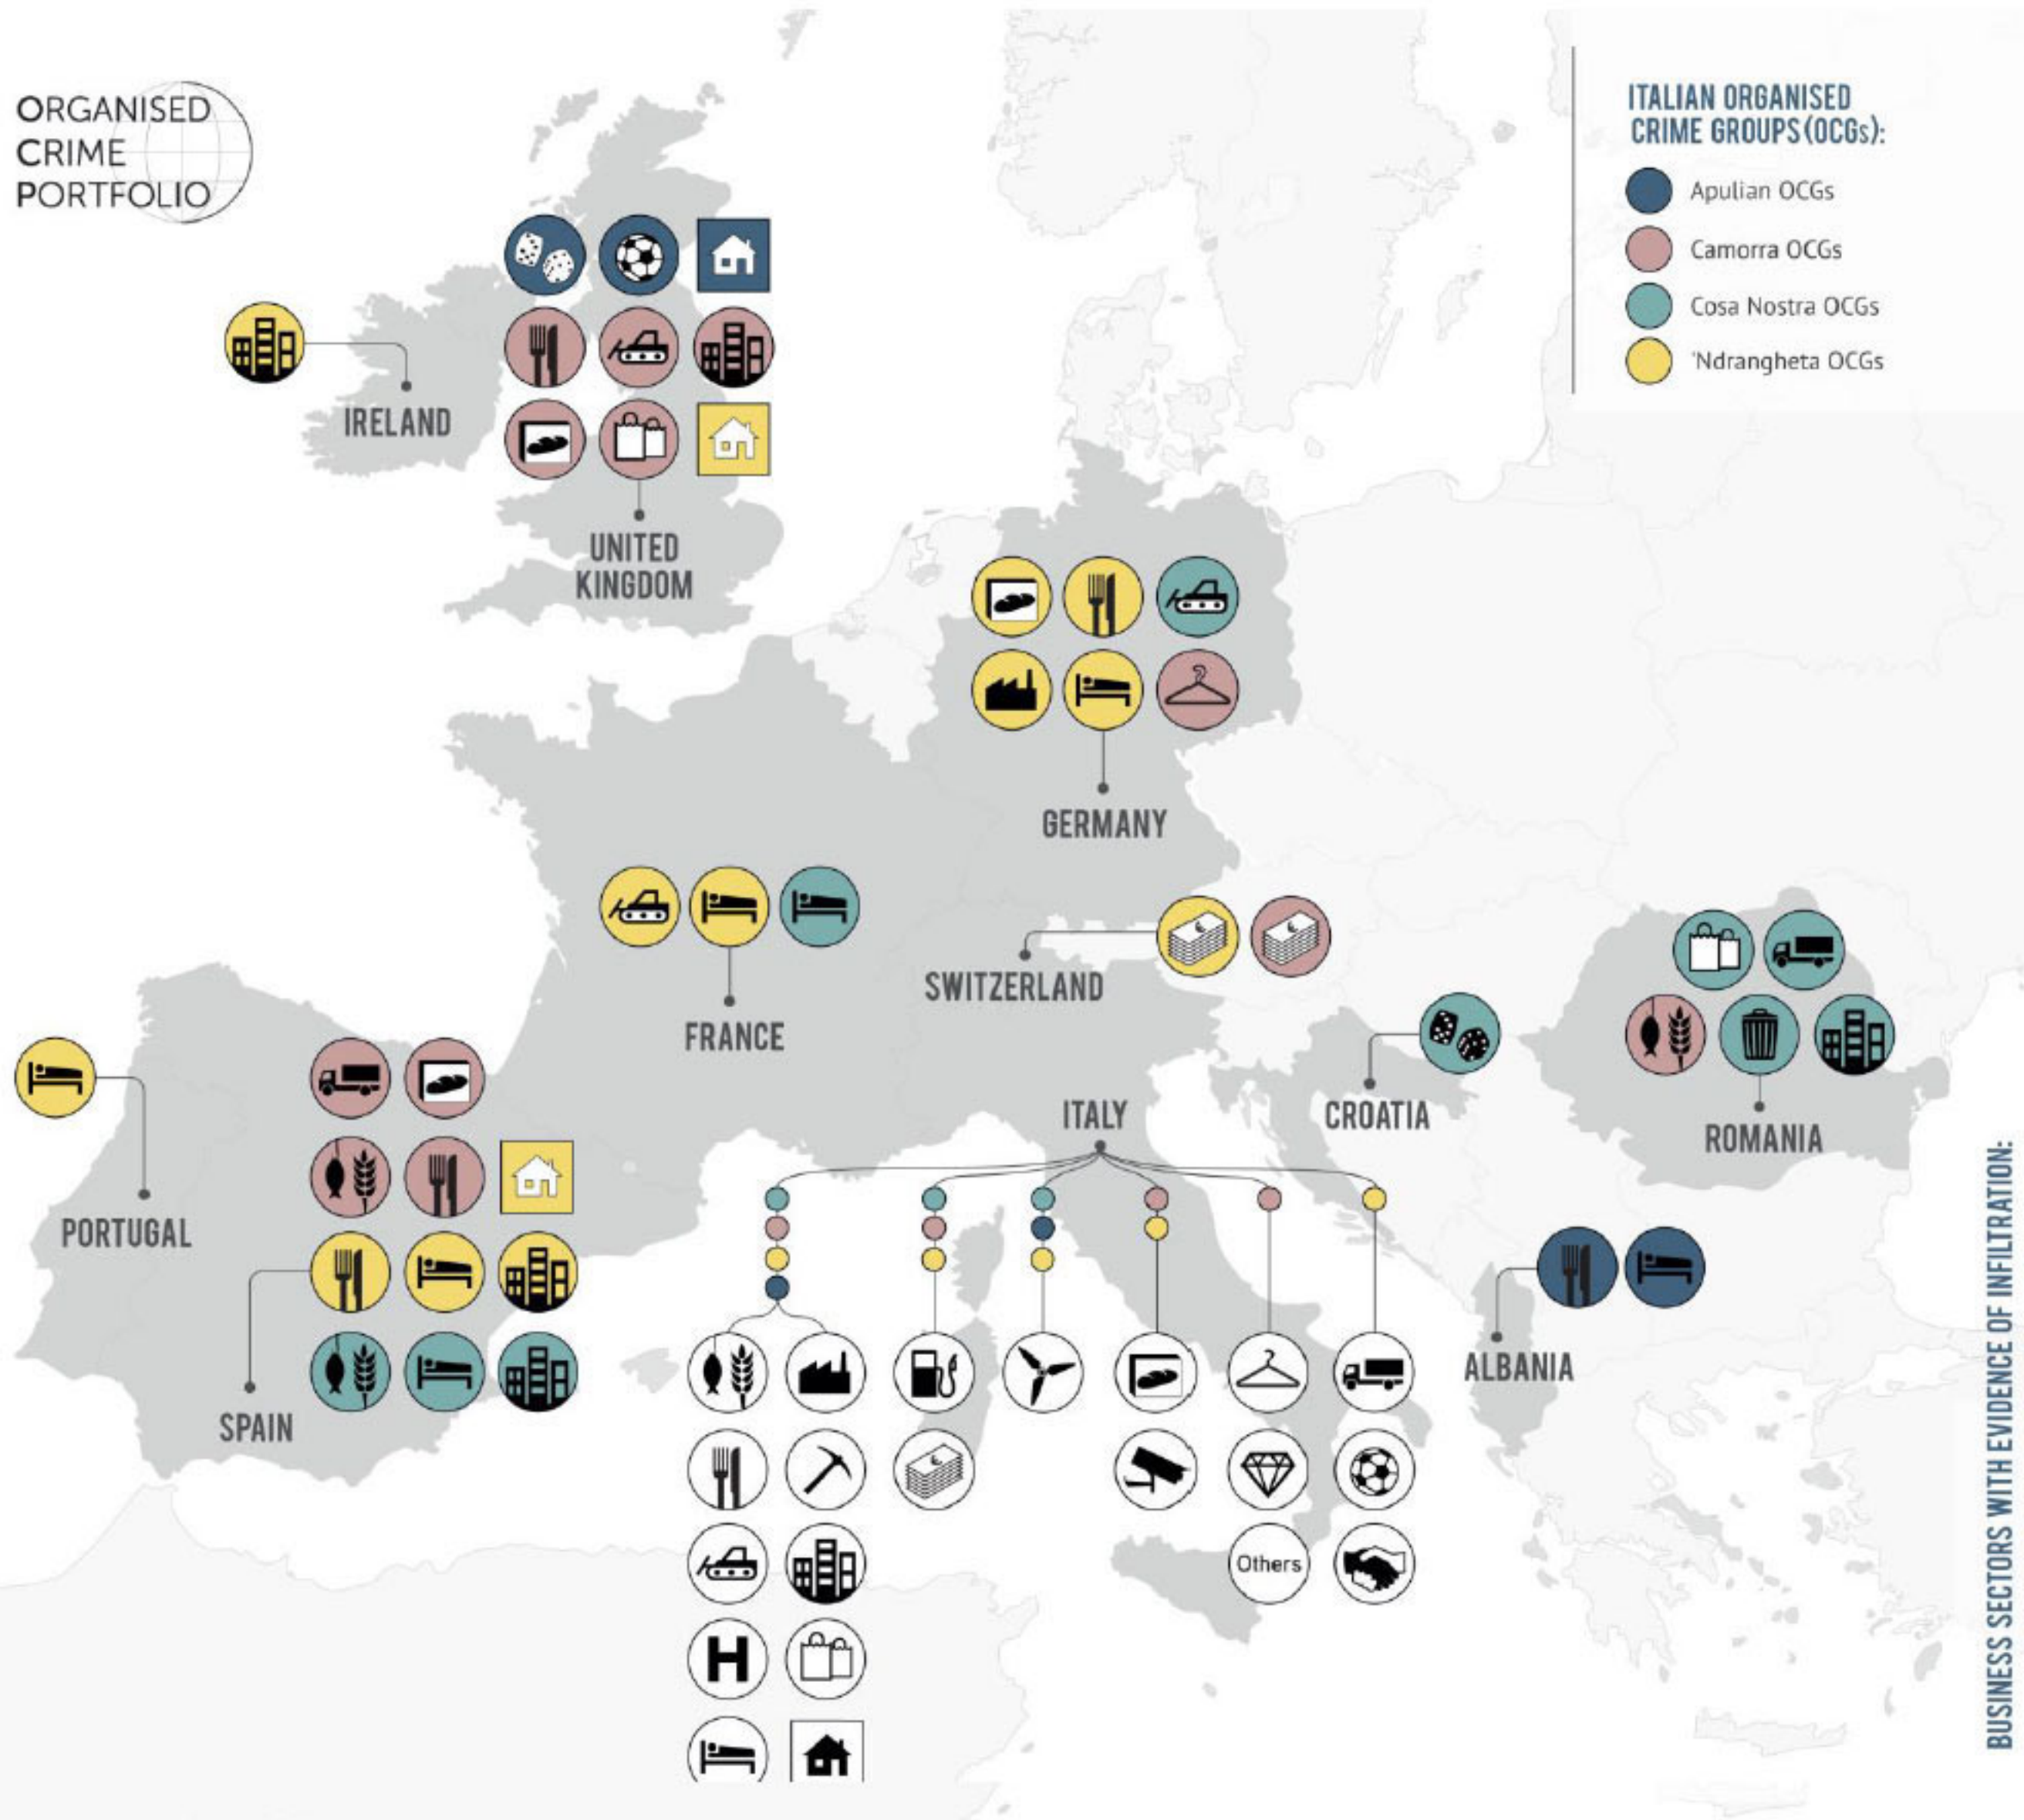 ORGANISED
CRIME
PORTFOLIO
ITALIAN ORGANISED
CRIME GROUPS (OCGs):
Apulian OCGs
Camorra OCGs
Cosa Nostra OCGs
'Ndrangheta OCGs
IRELAND
UNITED
KINGDOM
GERMANY
SWITZERLAND
FRANCE
ITALY
CROATIA
ROMANIA
PORTUGAL
ALBANIA
SPAIN
Others
H
BUSINESS SECTORS WITH EVIDENCE OF INFILTRATION: